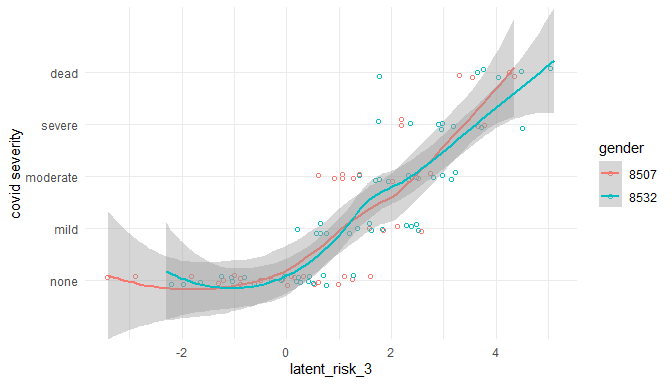 dead
severe
moderate
mild
none
covid severity
-2
0
2
4
latent_risk_3
gender
8507
8532